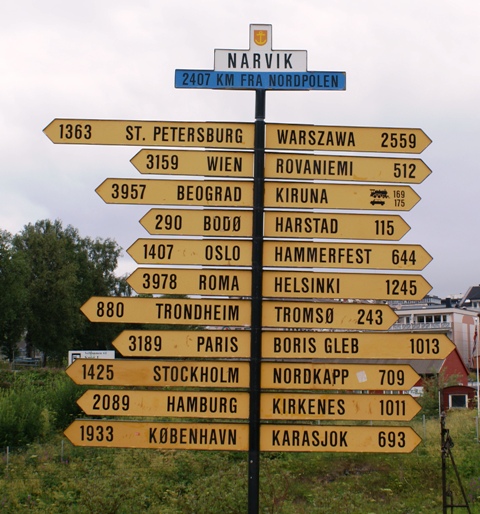 NARVIK
2407 KM FRA NORDPOLEN
1363 ST. PETERSBURG
WARSZAWA 2559
3159 WIEN
ROVANIEMI 512
3957 BEOGRAD
KIRUNA 169
175
290 BODØ
HARSTAD 115
1407 OSLO
HAMMERFEST 644
3978 ROMA
HELSINKI 1245
880 TRONDHEIM
TROMSØ 243
3189 PARIS
BORIS GLEB 1013
1425 STOCKHOLM
NORDKAPP 709
2089 HAMBURG
KIRKENES 1011
1933 KØBENHAVN
KARASJOK 693